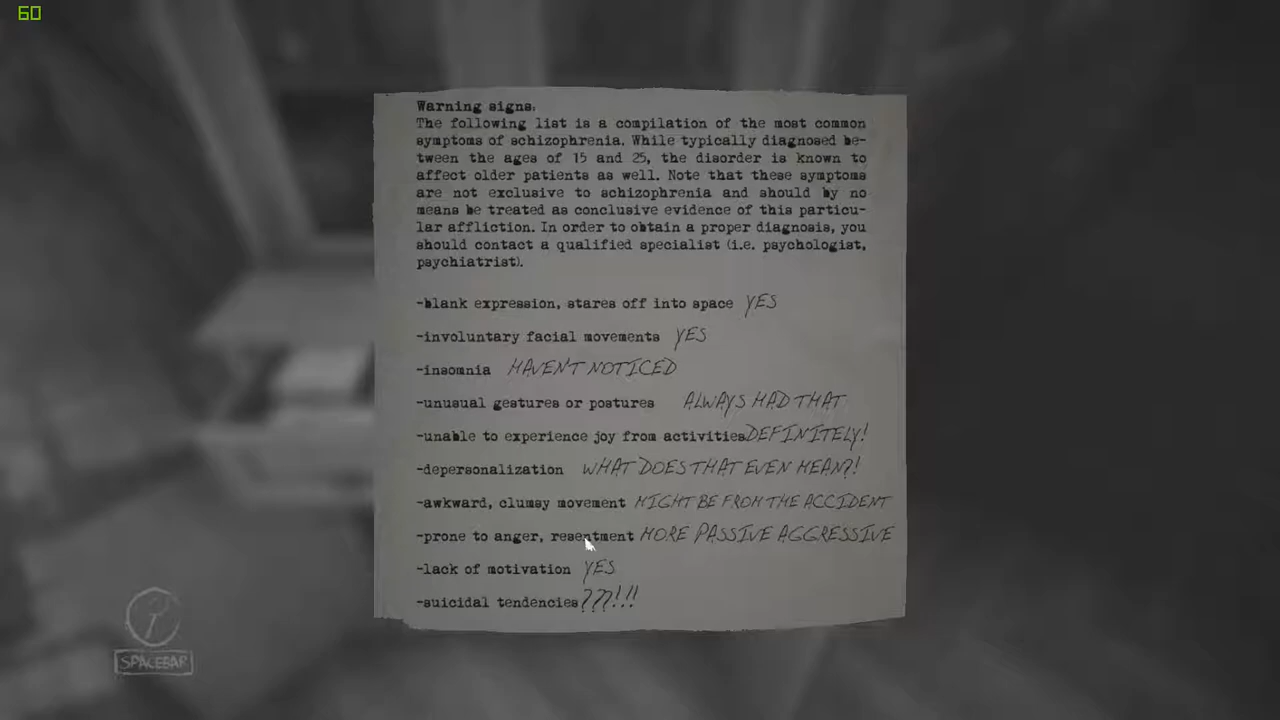 60
Warning signs.
The following list is a compilation of the most common
symptoms of schizophrenia. While typically diagnosed be-
tween the ages of 15 and 25, the disorder is known to
affect older patients as well. Note that these symptoms
are not exclusive to schizophrenia and should by no
means be treated as conclusive evidence of this particu-
lar affliction. In order to obtain a proper diagnosis, you
should contact a qualified specialist (i.e. psychologist,
psychiatrist).
-blank expression, stares off into space YES
-involuntary facial movements YES
-insomnia HAVEN'T NOTICED
-unusual gestures or postures ALWAYS HAD THAT
-unable to experience joy from activities DEFINITELY!
-depersonalization WHAT DOES THAT EVEN MEAN?!
-awkward, clumsy movement MIGHT BE FROM THE ACCIDENT
-prone to anger, resentment MORE PASSIVE AGGRESSIVE
-lack of motivation YES
-suicidal tendencies ???!!!
SPACEBAR